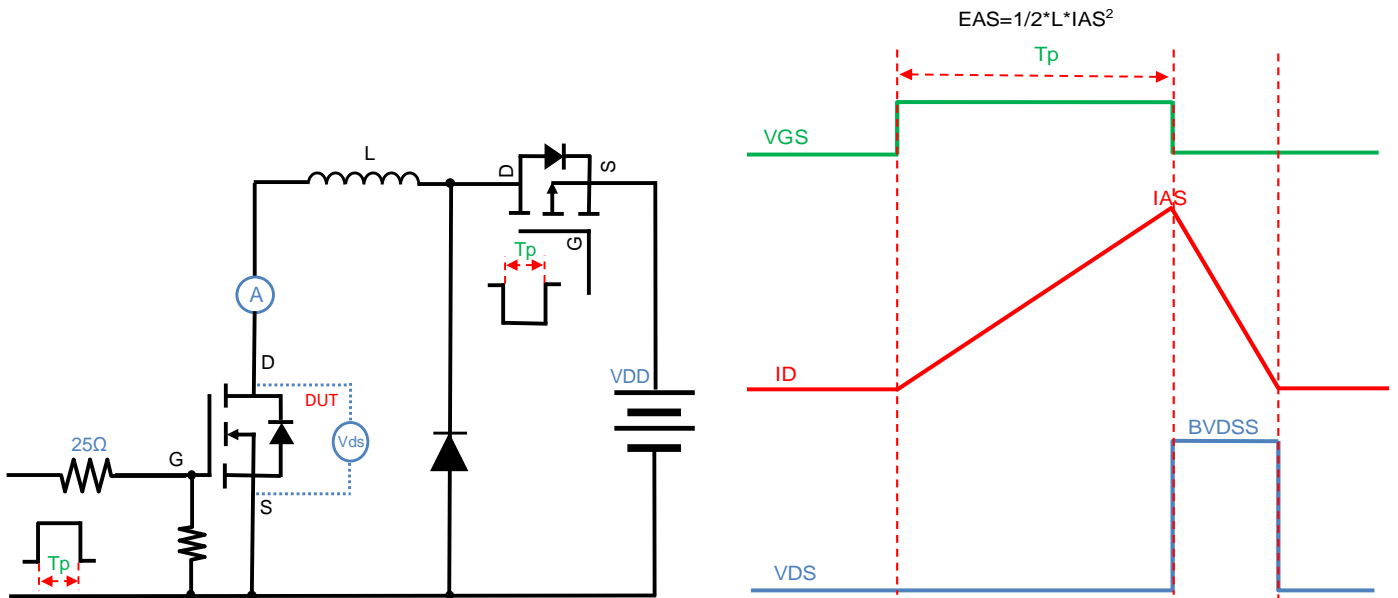 EAS=1/2*L*IAS²
Tp
VGS
IAS
ID
BVDSS
VDS
L
D
S
G
Tp
A
D
DUT
Vds
VDD
25Ω
G
S
Tp